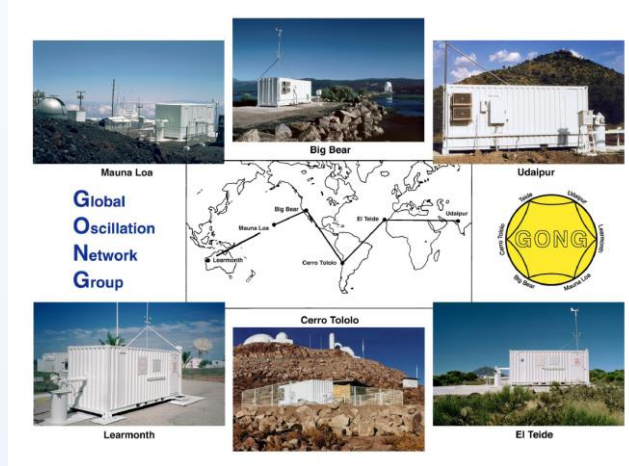 Mauna Loa
Big Bear
Udaipur
Global
Oscillation
Network
Group
Big Bear
Mauna Loa
Learmonth
El Teide
Udaipur
Cerro Tololo
Teide
Udaipur
Learmonth
Mauna Loa
Big Bear
Cerro Tololo
GONG
Learmonth
Cerro Tololo
El Teide